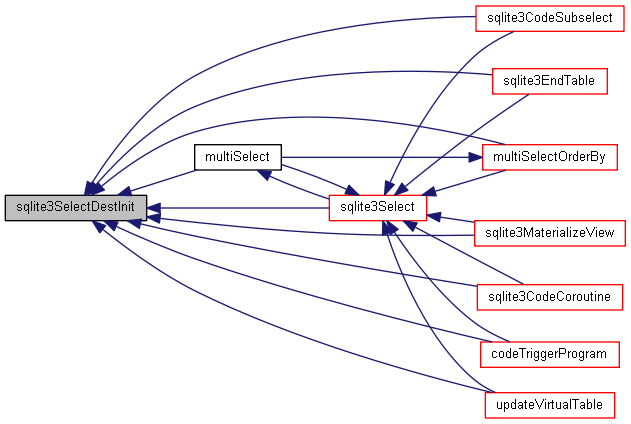 sqlite3CodeSubselect
sqlite3EndTable
multiSelect
multiSelectOrderBy
sqlite3SelectDestInit
sqlite3Select
sqlite3MaterializeView
sqlite3CodeCoroutine
codeTriggerProgram
updateVirtualTable